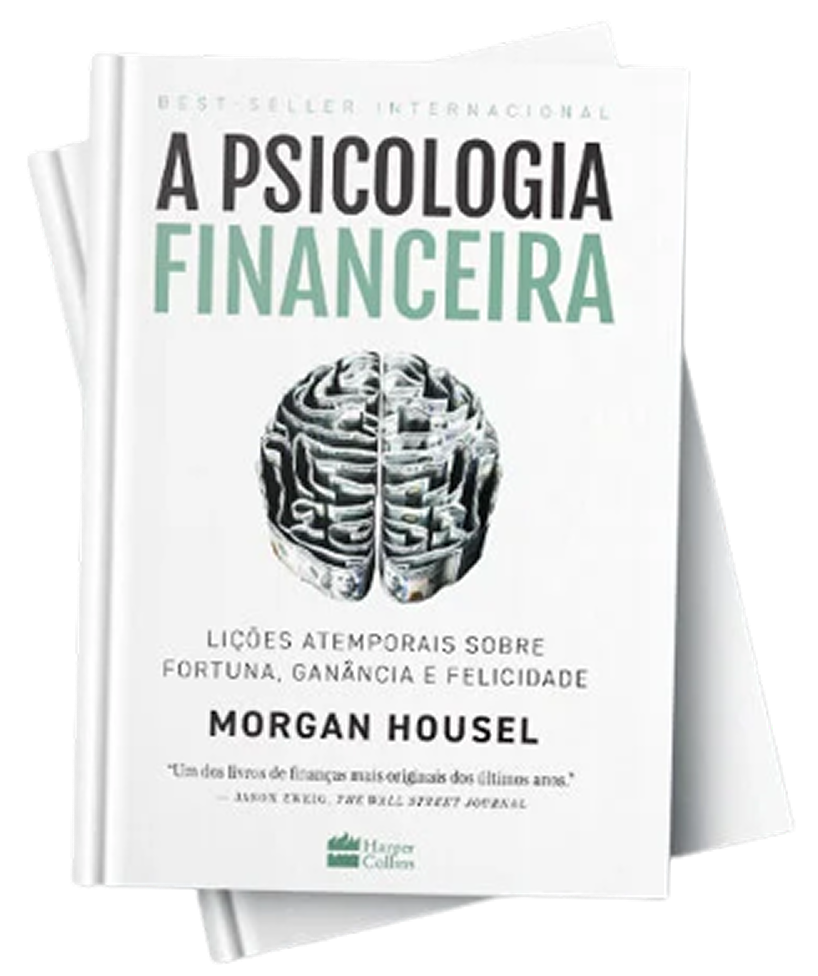 BEST-SELLER INTERNACIONAL
A PSICOLOGIA
FINANCEIRA
LIÇÕES ATEMPORAIS SOBRE
FORTUNA, GANÂNCIA E FELICIDADE
MORGAN HOUSEL
"Um dos livros de finanças mais originais dos últimos anos."
— JASON ZWEIG, THE WALL STREET JOURNAL
Harper
Collins